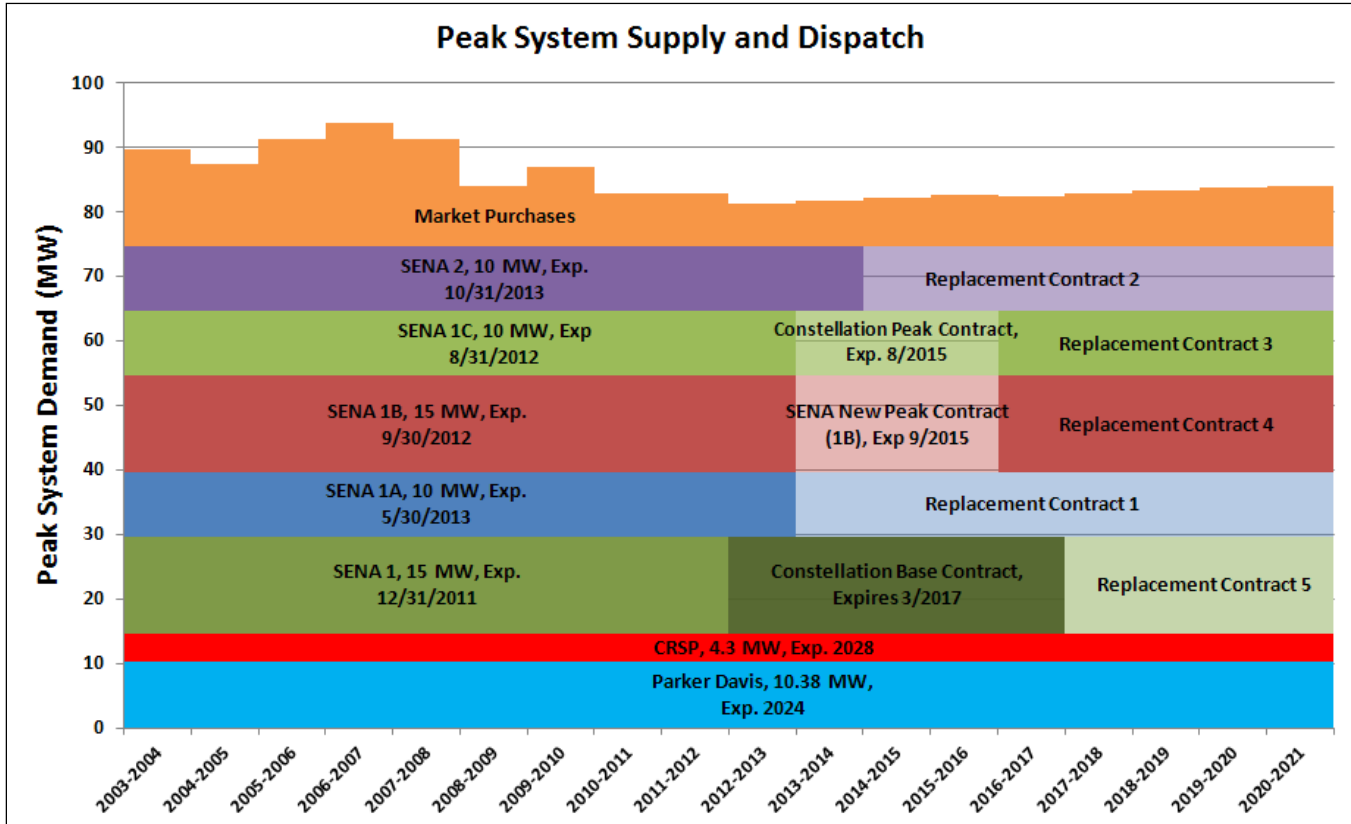 Peak System Supply and Dispatch
Peak System Demand (MW)
100
90
80
70
60
50
40
30
20
10
0
Market Purchases
SENA 2, 10 MW, Exp.
10/31/2013
Replacement Contract 2
SENA 1C, 10 MW, Exp
8/31/2012
Constellation Peak Contract,
Exp. 8/2015
Replacement Contract 3
SENA 1B, 15 MW, Exp.
9/30/2012
SENA New Peak Contract
(1B), Exp 9/2015
Replacement Contract 4
SENA 1A, 10 MW, Exp.
5/30/2013
Replacement Contract 1
SENA 1, 15 MW, Exp.
12/31/2011
Constellation Base Contract,
Expires 3/2017
Replacement Contract 5
CRSP, 4.3 MW, Exp. 2028
Parker Davis, 10.38 MW,
Exp. 2024
2003-2004
2004-2005
2005-2006
2006-2007
2007-2008
2008-2009
2009-2010
2010-2011
2011-2012
2012-2013
2013-2014
2014-2015
2015-2016
2016-2017
2017-2018
2018-2019
2019-2020
2020-2021